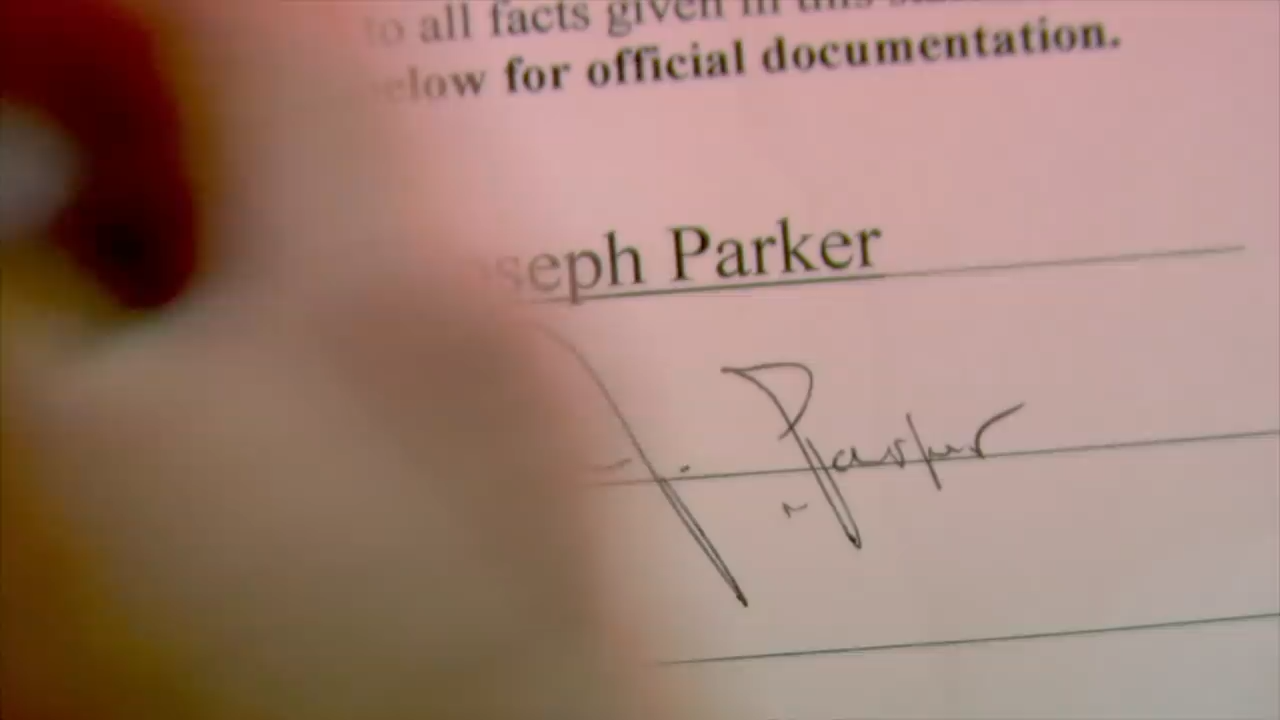 to all facts given in this
elow for official documentation.
seph Parker
J. Parker